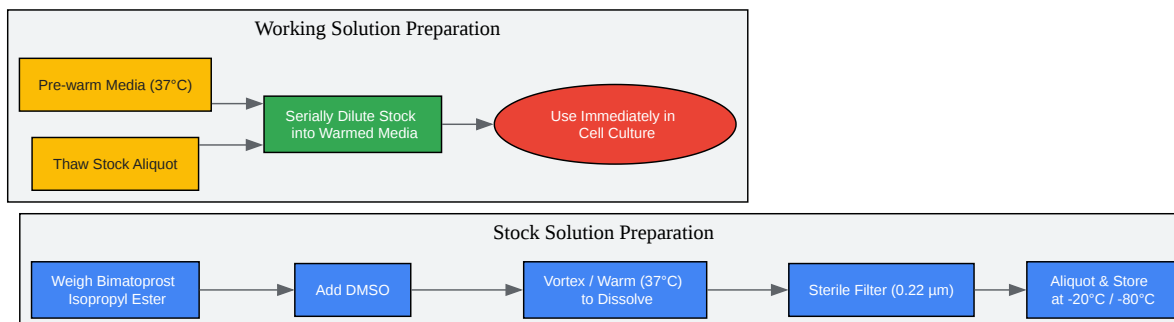 Working Solution Preparation
Pre-warm Media (37°C)
Thaw Stock Aliquot
Serially Dilute Stock
into Warmed Media
Use Immediately in
Cell Culture
Stock Solution Preparation
Weigh Bimatoprost
Isopropyl Ester
Add DMSO
Vortex / Warm (37°C)
to Dissolve
Sterile Filter (0.22 µm)
Aliquot & Store
at -20°C / -80°C